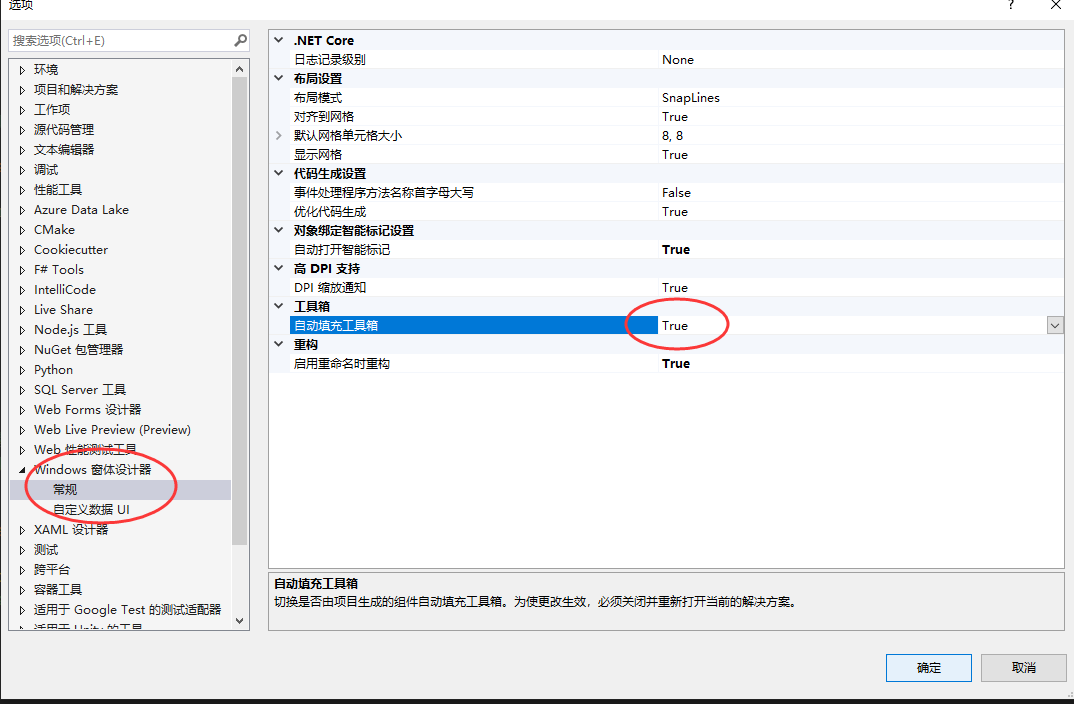 选项
?
搜索选项(Ctrl+E)
环境
项目和解决方案
工作项
源代码管理
文本编辑器
调试
性能工具
Azure Data Lake
CMake
Cookiecutter
F# Tools
IntelliCode
Live Share
Node.js 工具
NuGet 包管理器
Python
SQL Server 工具
Web Forms 设计器
Web Live Preview (Preview)
Web 性能测试工具
Windows 窗体设计器
常规
自定义数据 UI
XAML 设计器
测试
跨平台
容器工具
适用于 Google Test 的测试适配器
适用于 Unity 的工具
.NET Core
日志记录级别 None
布局设置
布局模式 SnapLines
对齐到网格 True
默认网格单元格大小 8, 8
显示网格 True
代码生成设置
事件处理程序方法名称首字母大写 False
优化代码生成 True
对象绑定智能标记设置
自动打开智能标记 True
高 DPI 支持
DPI 缩放通知 True
工具箱
自动填充工具箱 True
重构
启用重命名时重构 True
自动填充工具箱
切换是否由项目生成的组件自动填充工具箱。为使更改生效，必须关闭并重新打开当前的解决方案。
确定
取消